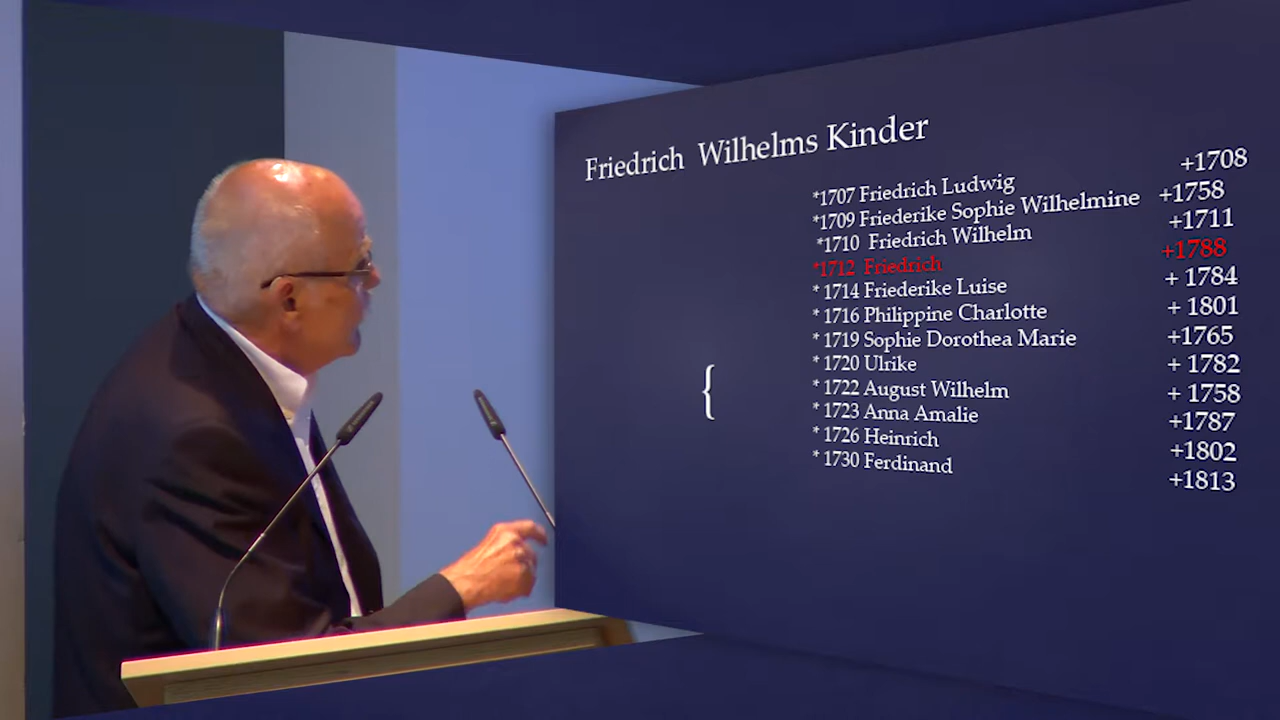 Friedrich Wilhelms Kinder
*1707 Friedrich Ludwig +1708
*1709 Friederike Sophie Wilhelmine +1758
*1710 Friedrich Wilhelm +1711
*1712 Friedrich +1788
* 1714 Friederike Luise + 1784
* 1716 Philippine Charlotte + 1801
* 1719 Sophie Dorothea Marie +1765
* 1720 Ulrike + 1782
{ * 1722 August Wilhelm + 1758
* 1723 Anna Amalie +1787
* 1726 Heinrich +1802
* 1730 Ferdinand +1813